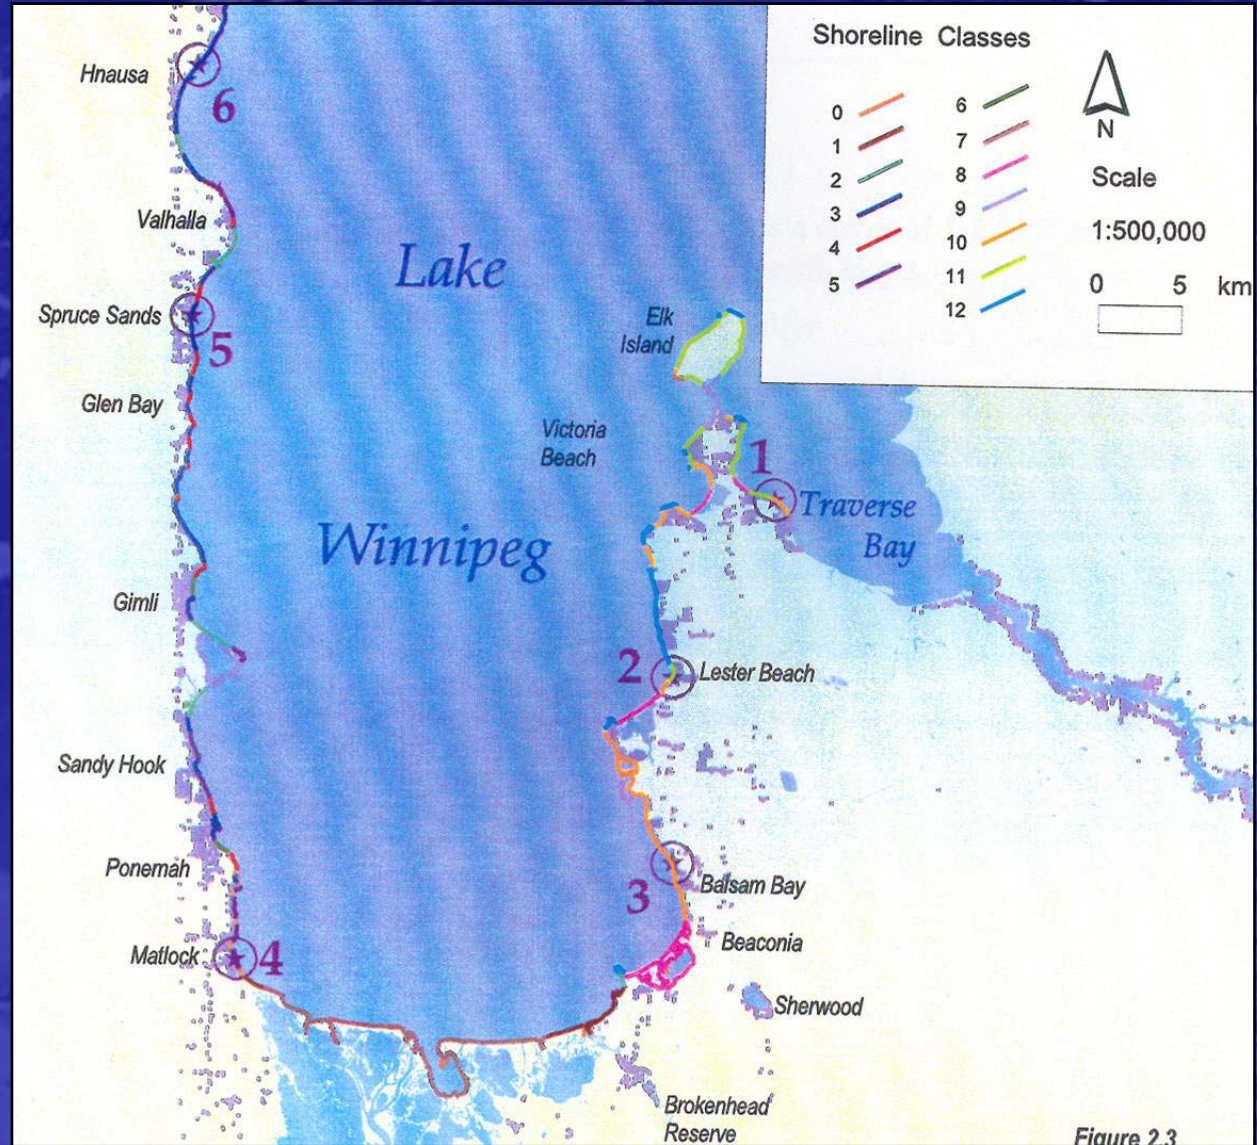 Shoreline Classes
0
1
2
3
4
5
6
7
8
9
10
11
12
N
Scale
1:500,000
0 5 km
Hnausa
6
Valhalla
Lake
Spruce Sands
5
Elk
Island
Glen Bay
Victoria
Beach
1
Traverse
Bay
Winnipeg
Gimli
2
Lester Beach
Sandy Hook
Ponemah
3
Balsam Bay
Beaconia
Matlock
4
Sherwood
Brokenhead
Reserve
Figure 2.3